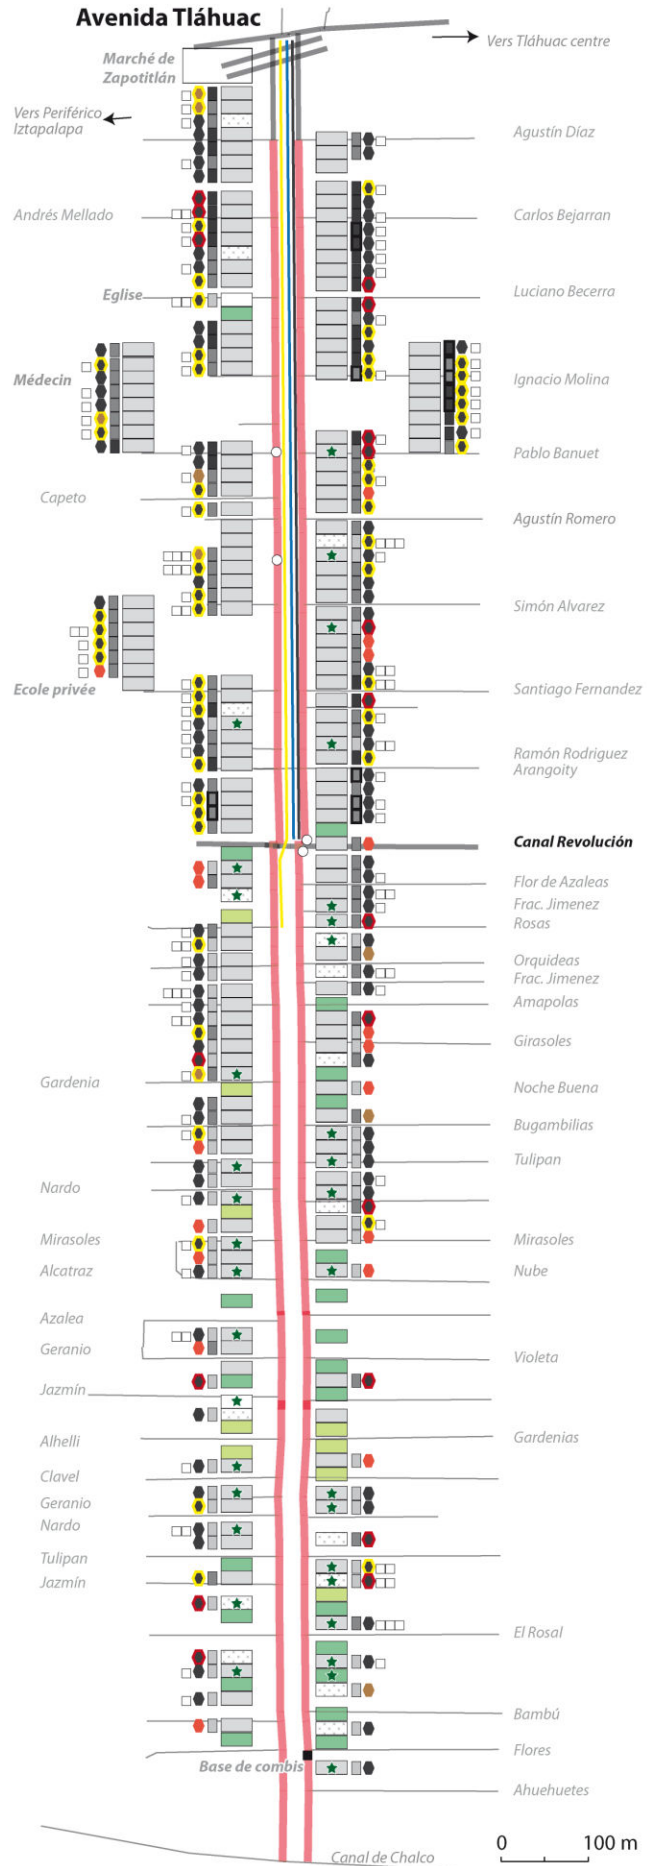 Avenida Tláhuac
Vers Tláhuac centre
Marché de
Zapotitlán
Vers Periférico
Iztapalapa
Agustín Díaz
Andrés Mellado
Carlos Bejarran
Eglise
Luciano Becerra
Médecin
Ignacio Molina
Pablo Banuet
Capeto
Agustín Romero
Simón Alvarez
Ecole privée
Santiago Fernandez
Ramón Rodriguez
Arangoity
Canal Revolución
Flor de Azaleas
Frac. Jimenez
Rosas
Orquideas
Frac. Jimenez
Amapolas
Girasoles
Gardenia
Noche Buena
Bugambilias
Tulipan
Nardo
Mirasoles
Mirasoles
Alcatraz
Nube
Azalea
Geranio
Violeta
Jazmín
Alhelli
Gardenias
Clavel
Geranio
Nardo
Tulipan
Jazmín
El Rosal
Bambú
Flores
Base de combis
Ahuehuetes
Canal de Chalco
0 100 m